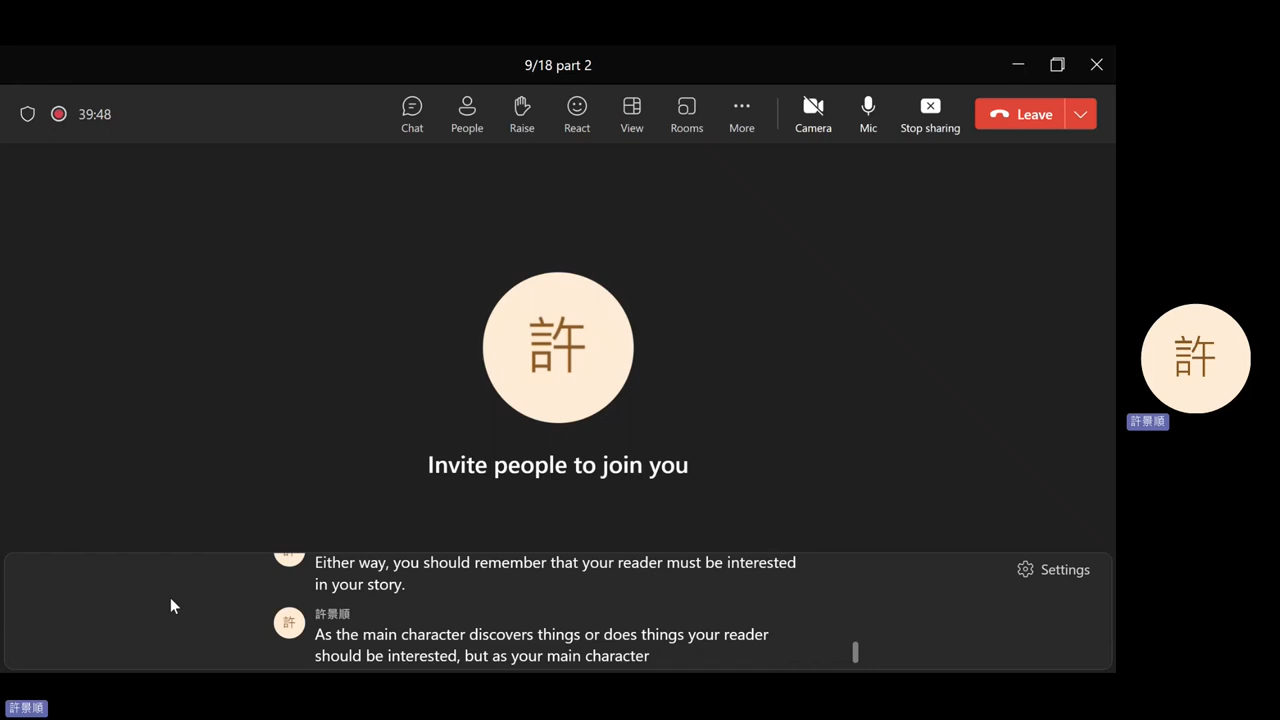 9/18 part 2
39:48
Chat
People
Raise
React
View
Rooms
More
Camera
Mic
Stop sharing
Leave
許
Invite people to join you
許
許景順
許
Either way, you should remember that your reader must be interested
in your story.
Settings
許
許景順
As the main character discovers things or does things your reader
should be interested, but as your main character
許景順